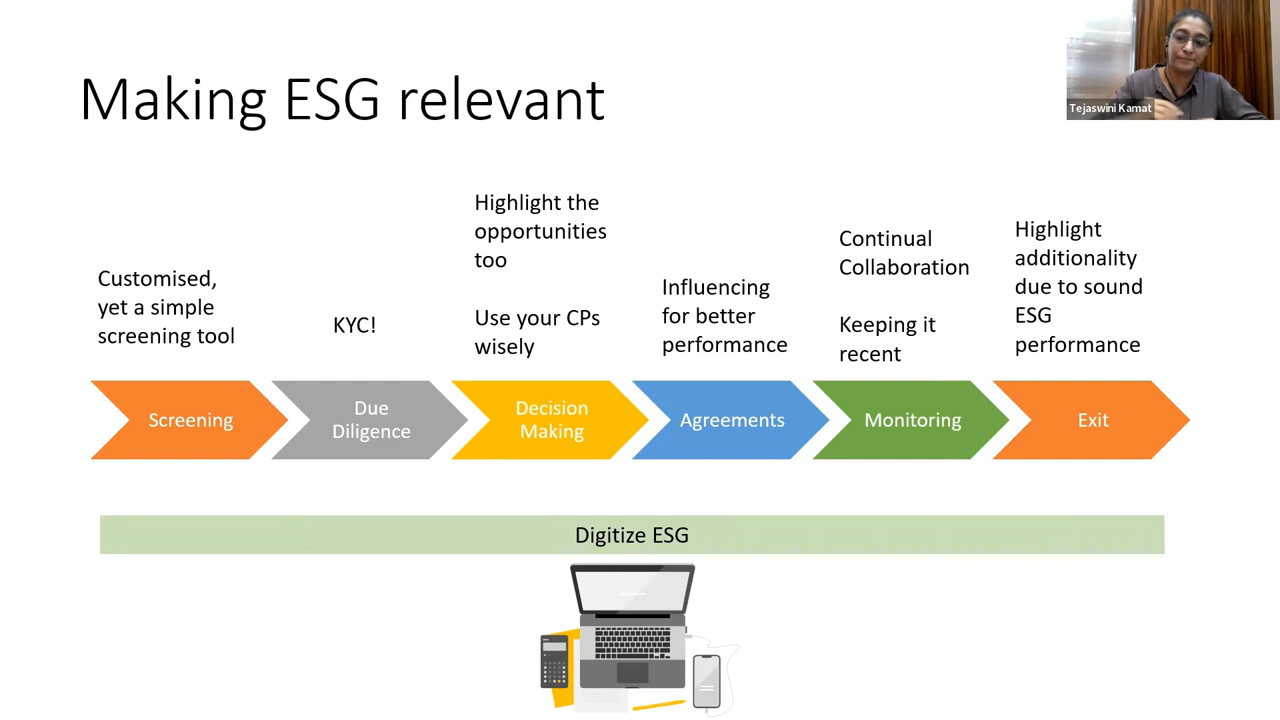 Making ESG relevant
Tejaswini Kamat
Customised,
yet a simple
screening tool
KYC!
Highlight the
opportunities
too
Use your CPs
wisely
Influencing
for better
performance
Continual
Collaboration
Keeping it
recent
Highlight
additionality
due to sound
ESG
performance
Screening
Due
Diligence
Decision
Making
Agreements
Monitoring
Exit
Digitize ESG